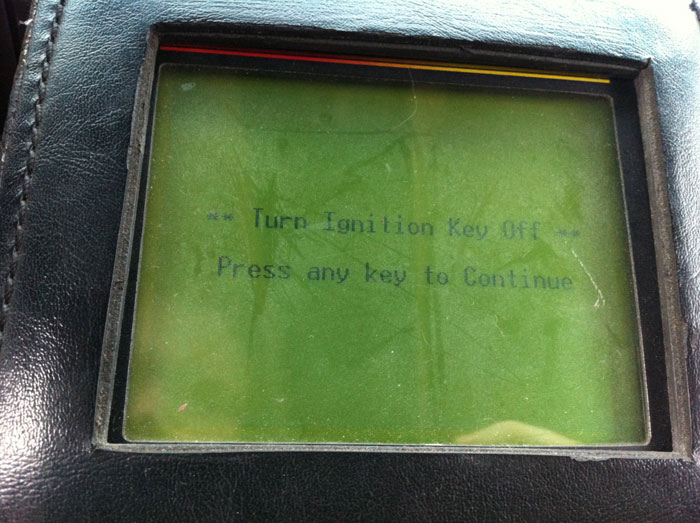 ** Turn Ignition Key Off **
Press any key to Continue